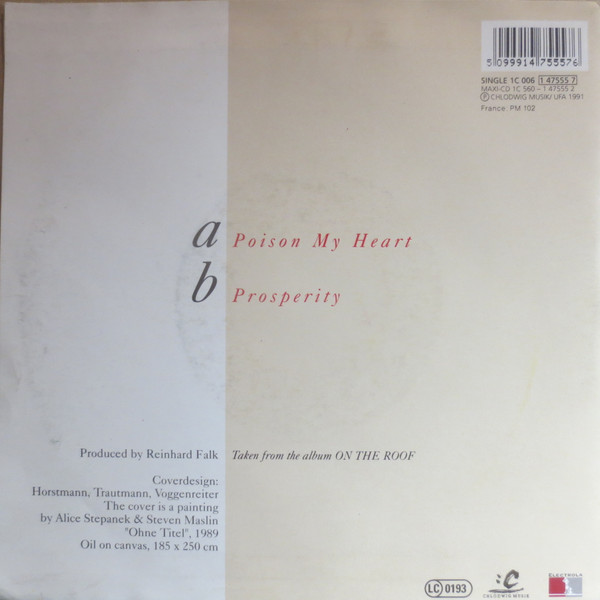 5 099914 755576
SINGLE 1C 006 1 47555 7
MAXI-CD 1C 560 – 1 47555 2
Ⓟ CHLODWIG MUSIK/ UFA 1991
France: PM 102
a Poison My Heart
b Prosperity
Produced by Reinhard Falk
Taken from the album ON THE ROOF
Coverdesign:
Horstmann, Trautmann, Voggenreiter
The cover is a painting
by Alice Stepanek & Steven Maslin
"Ohne Titel", 1989
Oil on canvas, 185 x 250 cm
LC 0193
:C
CHLODWIG MUSIK
ELECTROLA